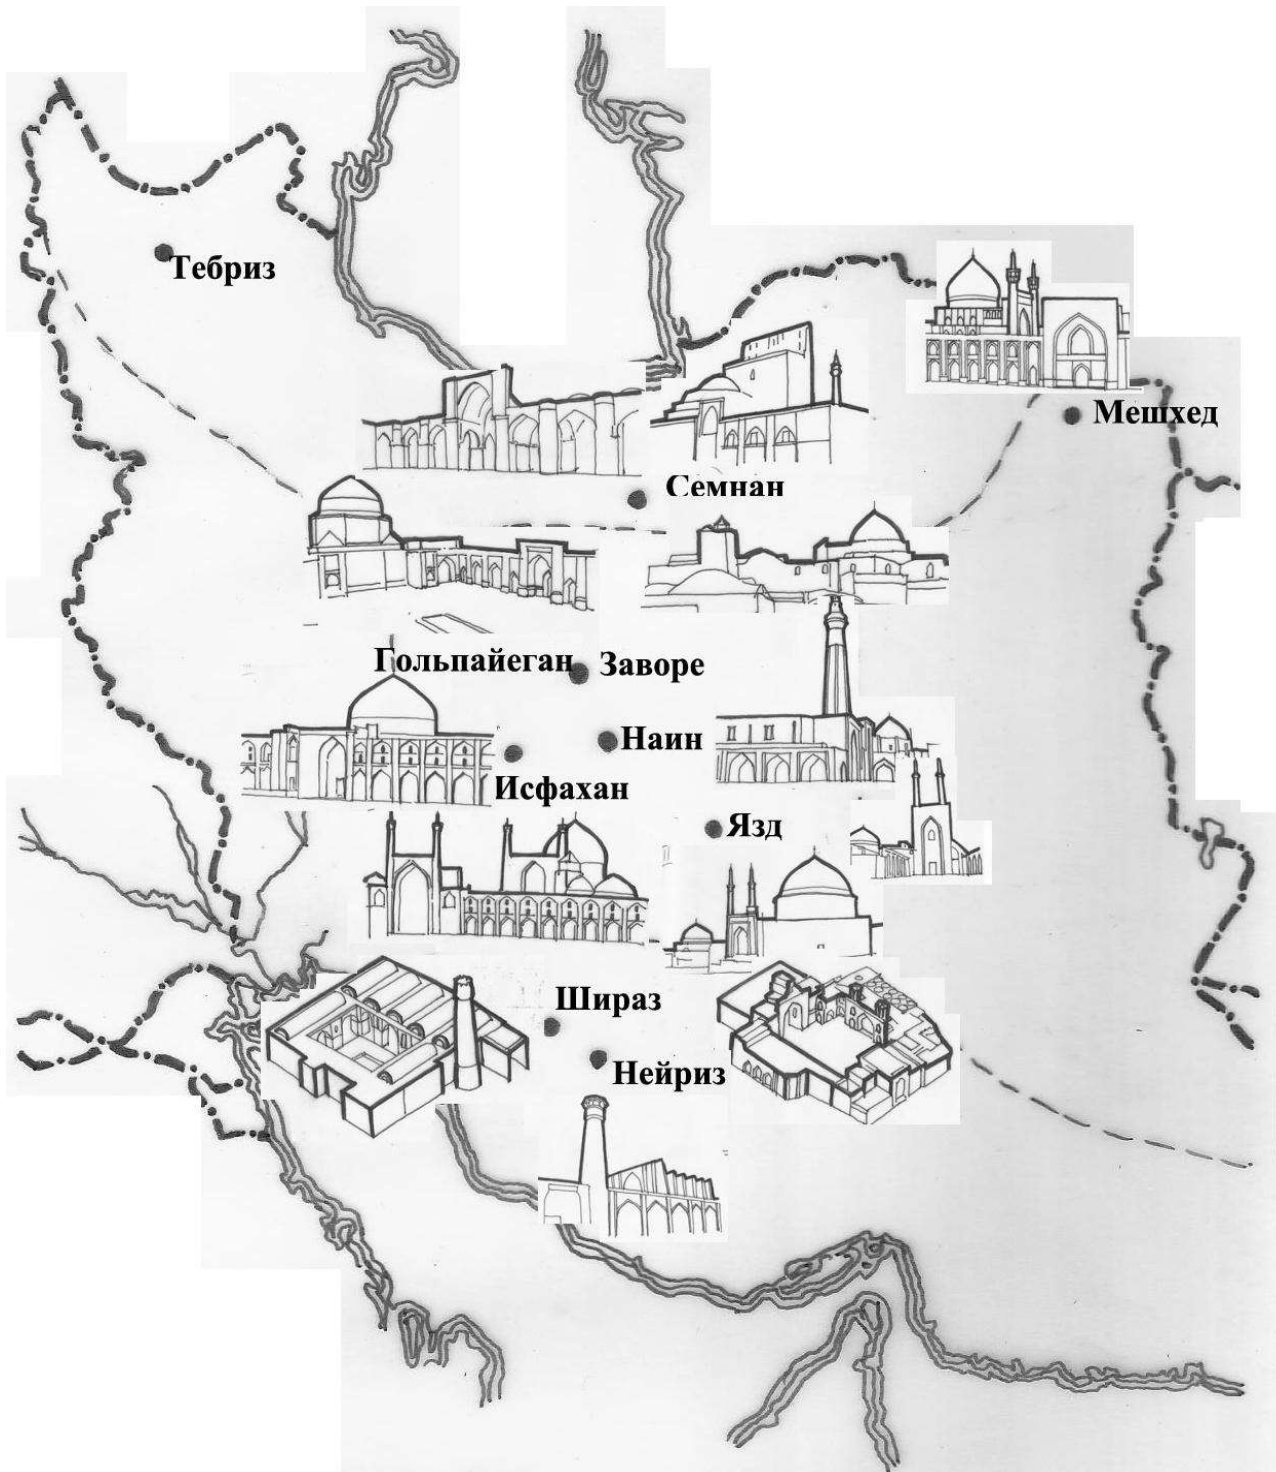 Тебриз
Мешхед
Семнан
Гольпайеган
Заворе
Наин
Исфахан
Язд
Шираз
Нейриз